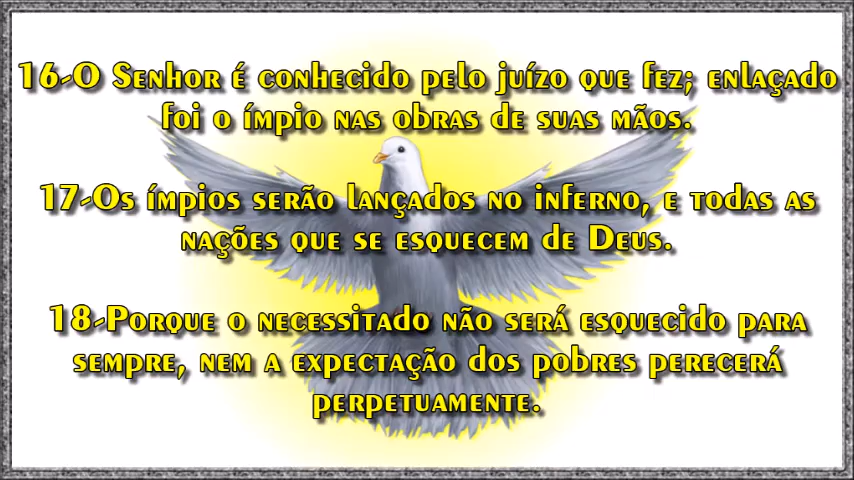 16-O Senhor é conhecido pelo juízo que fez; enlaçado
foi o ímpio nas obras de suas mãos.
17-Os ímpios serão lançados no inferno, e todas as
nações que se esquecem de Deus.
18-Porque o necessitado não será esquecido para
sempre, nem a expectação dos pobres perecerá
perpetuamente.